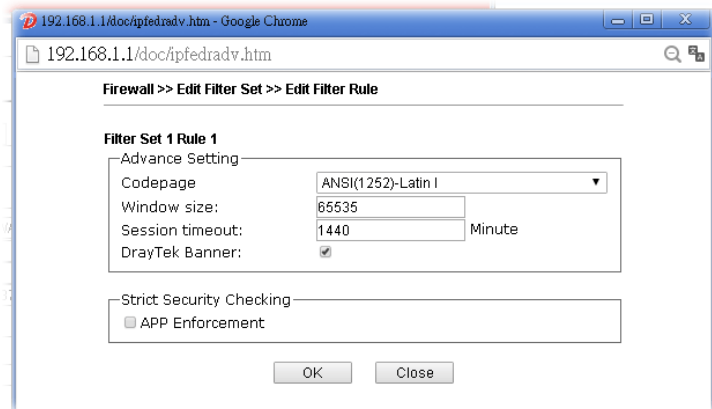 192.168.1.1/doc/ipfedradv.htm - Google Chrome
192.168.1.1/doc/ipfedradv.htm
Firewall >> Edit Filter Set >> Edit Filter Rule
Filter Set 1 Rule 1
Advance Setting
Codepage ANSI(1252)-Latin I
Window size: 65535
Session timeout: 1440 Minute
DrayTek Banner:
Strict Security Checking
APP Enforcement
OK Close